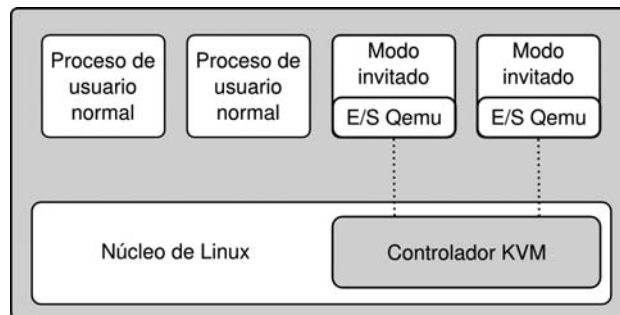 Proceso de
usuario
normal
Proceso de
usuario
normal
Modo
invitado
E/S Qemu
Modo
invitado
E/S Qemu
Núcleo de Linux
Controlador KVM